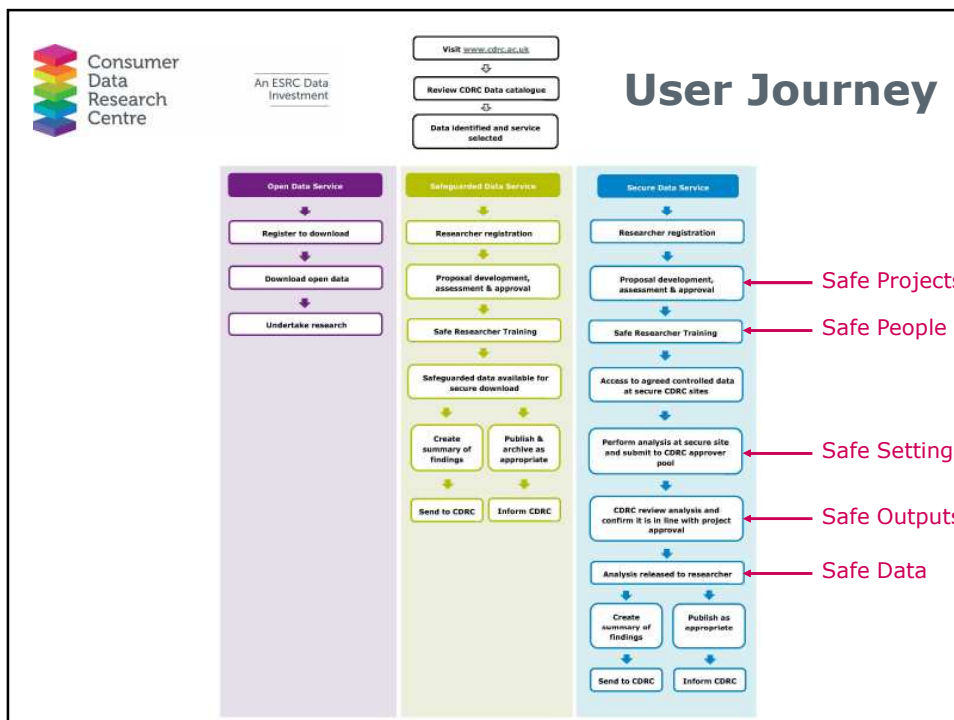 Consumer
Data
Research
Centre
An ESRC Data
Investment
User Journey
Visit www.cdrc.ac.uk
Review CDRC Data catalogue
Data identified and service
selected
Open Data Service
Register to download
Download open data
Undertake research
Safeguarded Data Service
Researcher registration
Proposal development,
assessment & approval
Safe Researcher Training
Safeguarded data available for
secure download
Create
summary of
findings
Publish &
archive as
appropriate
Send to CDRC
Inform CDRC
Secure Data Service
Researcher registration
Proposal development,
assessment & approval
Safe Researcher Training
Access to agreed controlled data
at secure CDRC sites
Perform analysis at secure site
and submit to CDRC approver
pool
CDRC review analysis and
confirm it is in line with project
approval
Analysis released to researcher
Create
summary of
findings
Publish as
appropriate
Send to CDRC
Inform CDRC
Safe Projects
Safe People
Safe Setting
Safe Outputs
Safe Data